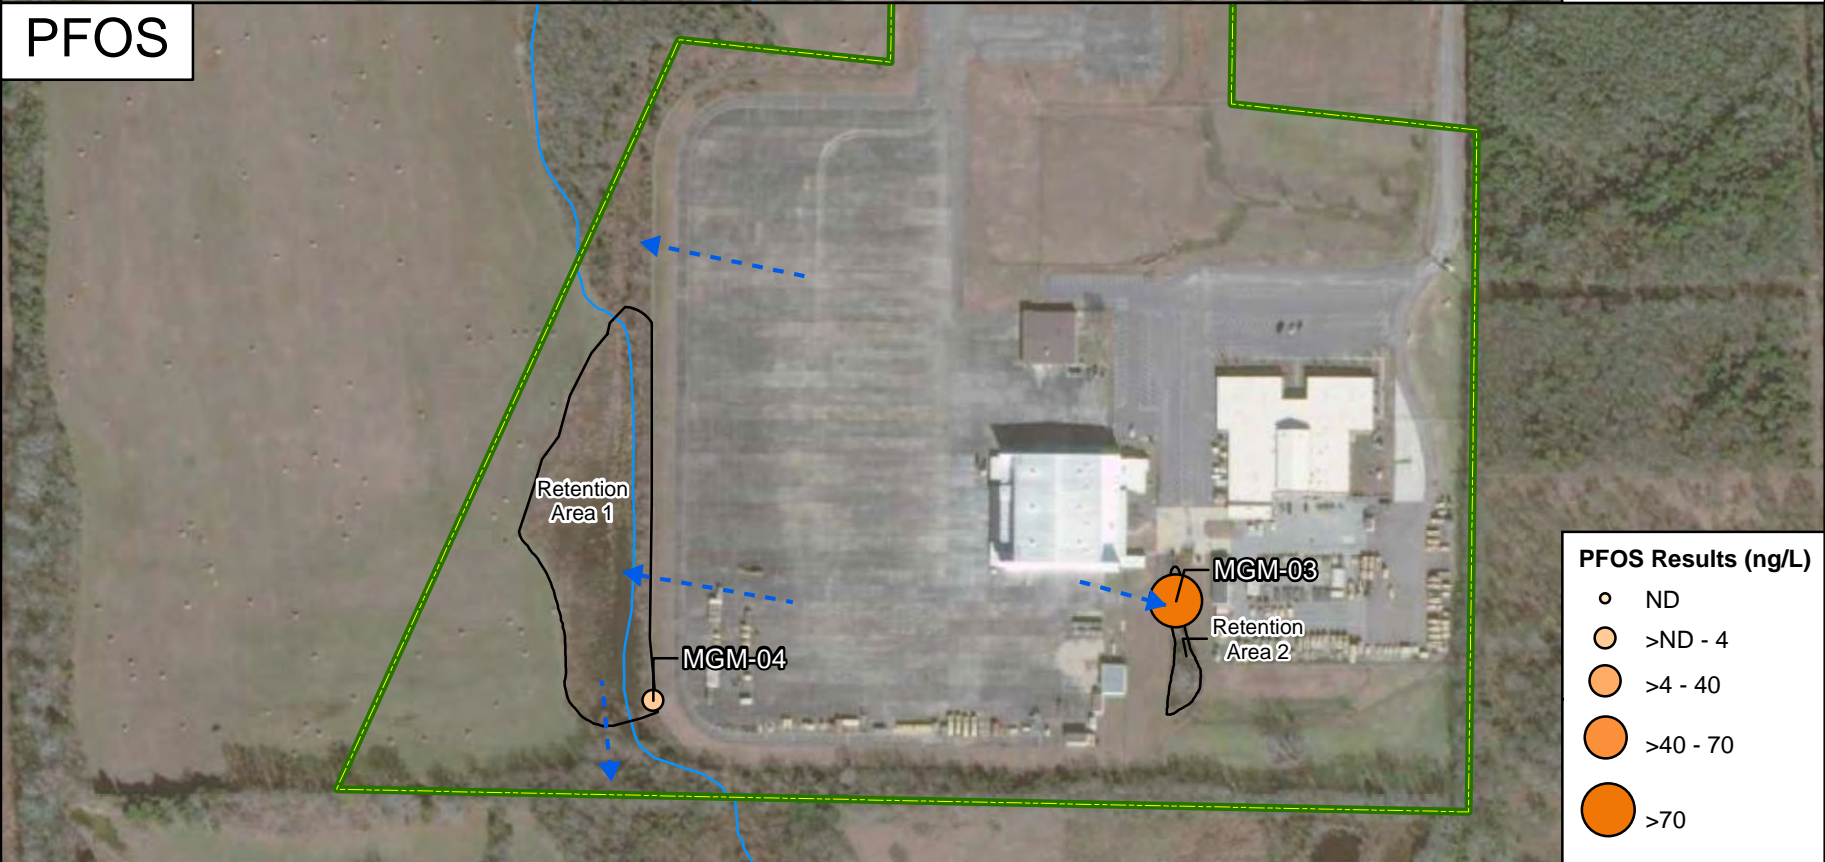 PFOS
Retention
Area 1
MGM-04
MGM-03
Retention
Area 2
PFOS Results (ng/L)
ND
>ND - 4
>4 - 40
>40 - 70
>70